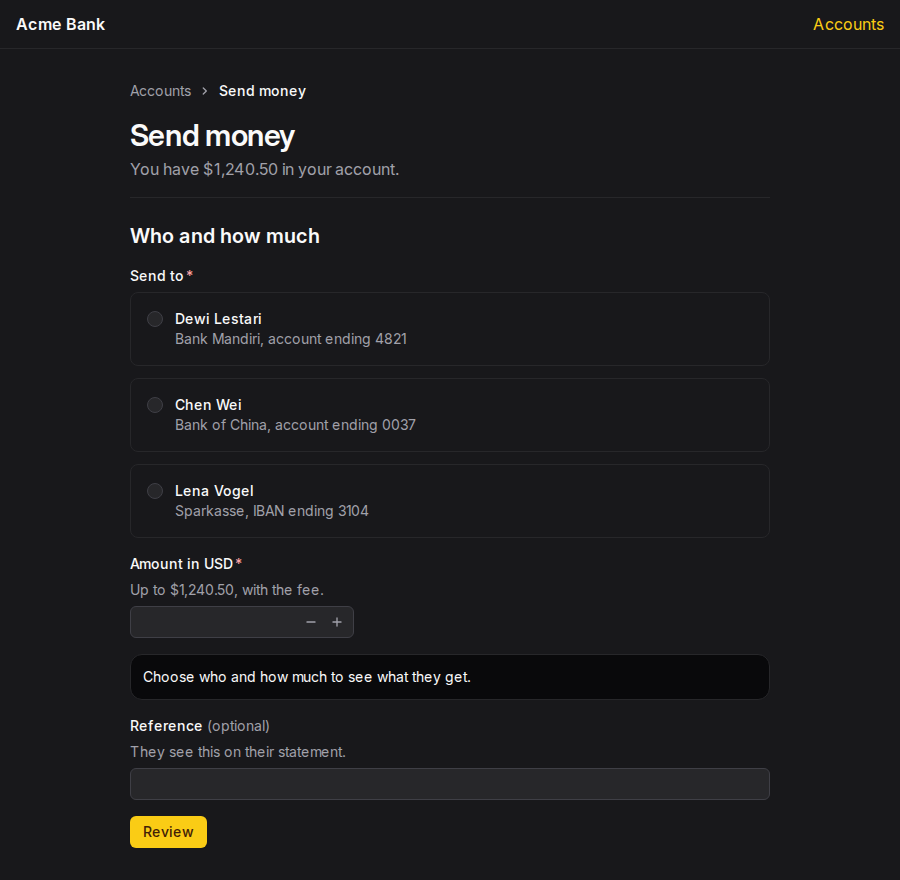 Acme Bank
Accounts
Accounts > Send money
Send money
You have $1,240.50 in your account.
Who and how much
Send to *
Dewi Lestari
Bank Mandiri, account ending 4821
Chen Wei
Bank of China, account ending 0037
Lena Vogel
Sparkasse, IBAN ending 3104
Amount in USD *
Up to $1,240.50, with the fee.
Choose who and how much to see what they get.
Reference (optional)
They see this on their statement.
Review